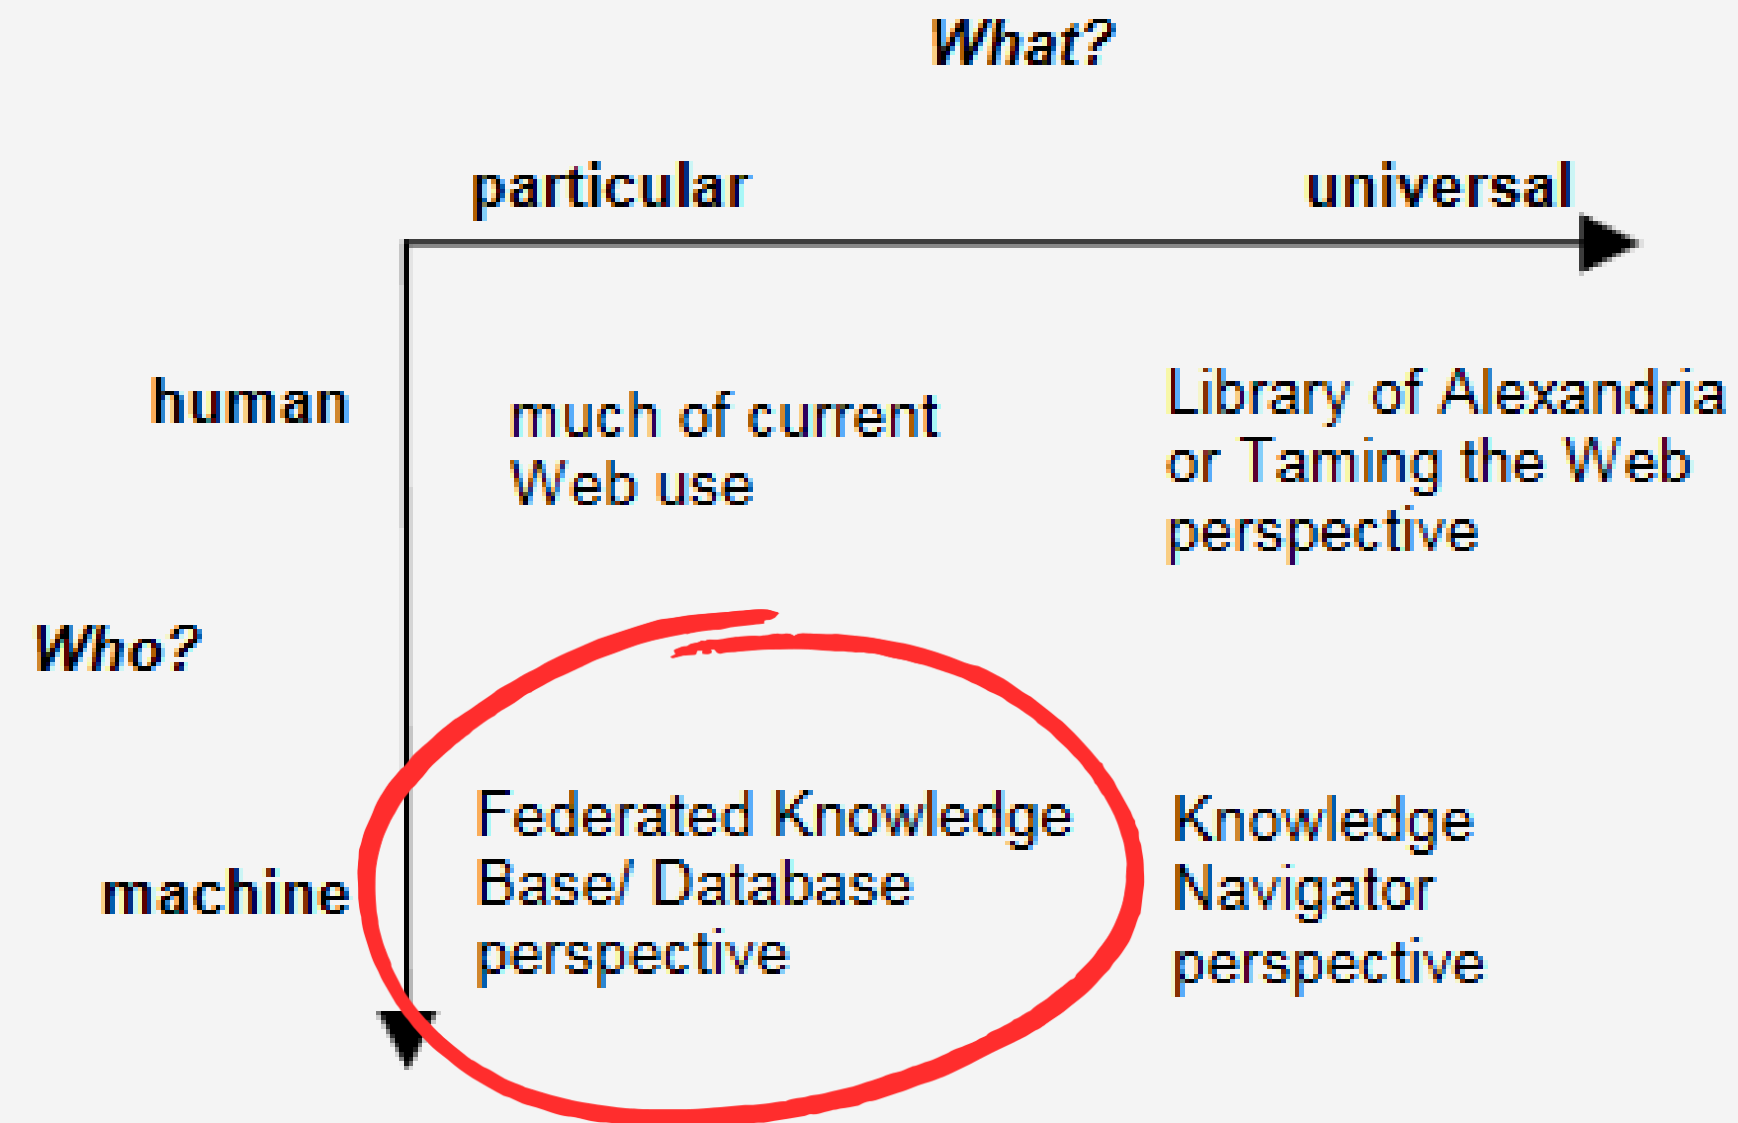 What?
particular
universal
human
much of current
Web use
Library of Alexandria
or Taming the Web
perspective
Who?
machine
Federated Knowledge
Base/ Database
perspective
Knowledge
Navigator
perspective